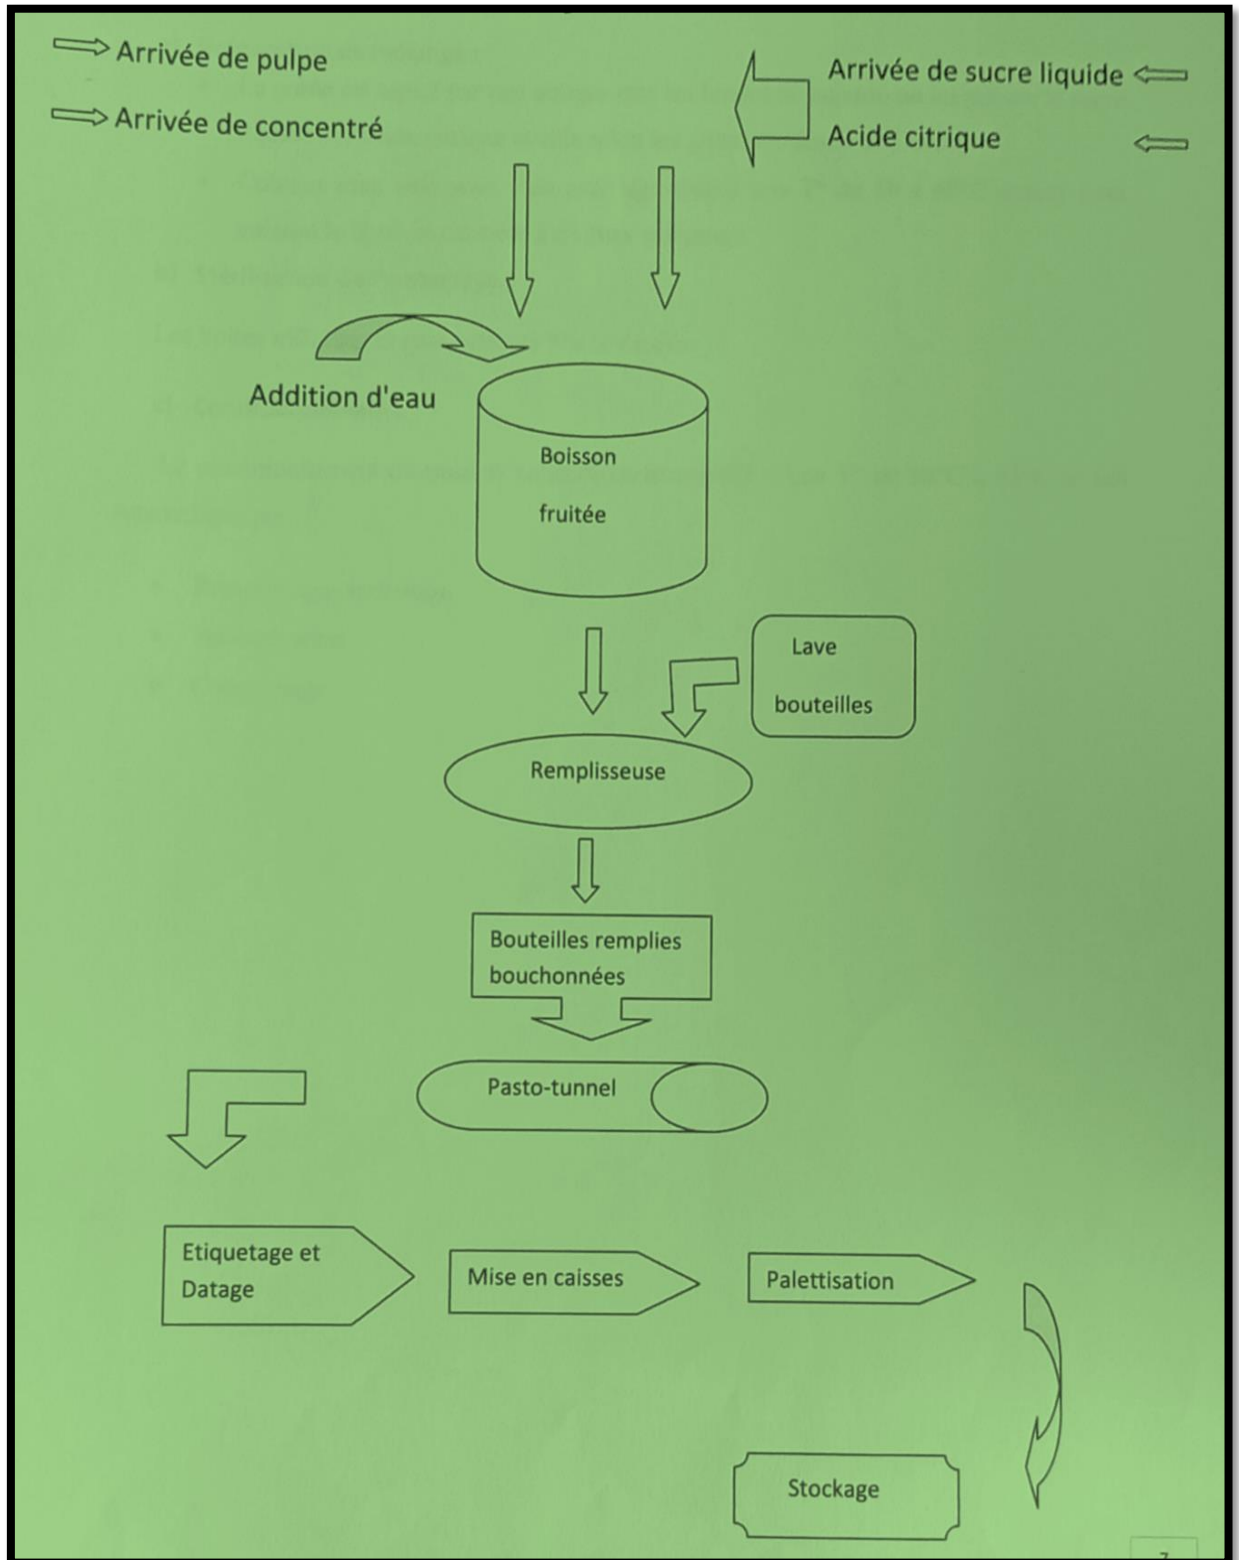 Arrivée de pulpe
Arrivée de sucre liquide
Arrivée de concentré
Acide citrique
Addition d'eau
Boisson
fruitée
Lave
bouteilles
Remplisseuse
Bouteilles remplies
bouchonnées
Pasto-tunnel
Etiquetage et
Datage
Mise en caisses
Palettisation
Stockage